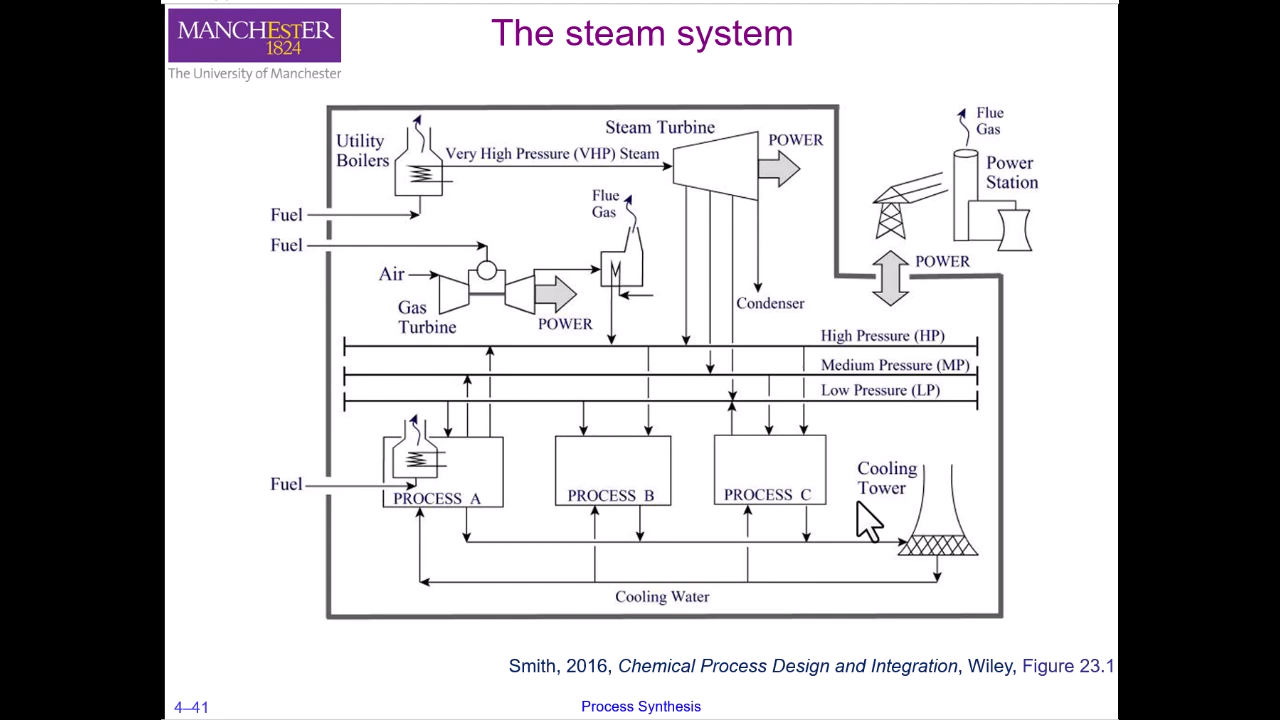 The steam system
MANCHESTER
1824
The University of Manchester
Utility
Boilers
Very High Pressure (VHP) Steam
Steam Turbine
POWER
Flue
Gas
Power
Station
Fuel
Flue
Gas
Fuel
Air
Gas
Turbine
POWER
Condenser
POWER
High Pressure (HP)
Medium Pressure (MP)
Low Pressure (LP)
Fuel
PROCESS A
PROCESS B
PROCESS C
Cooling
Tower
Cooling Water
Smith, 2016, Chemical Process Design and Integration, Wiley, Figure 23.1
4–41
Process Synthesis